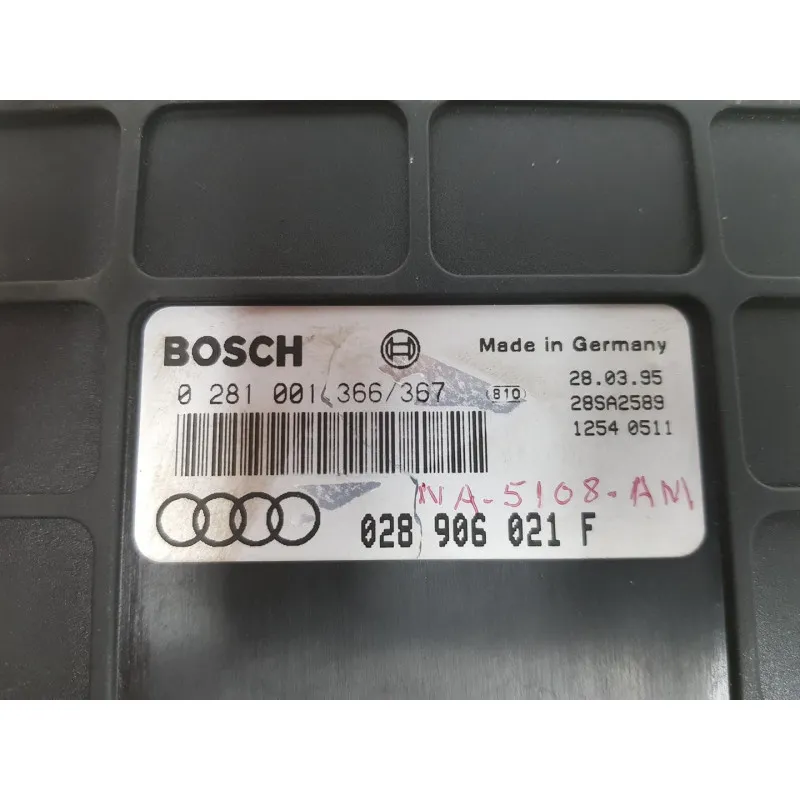 BOSCH Made in Germany
0 281 001 366/367 810 28.03.95
28SA2589
1254 0511
NA-5108-AM
028 906 021 F